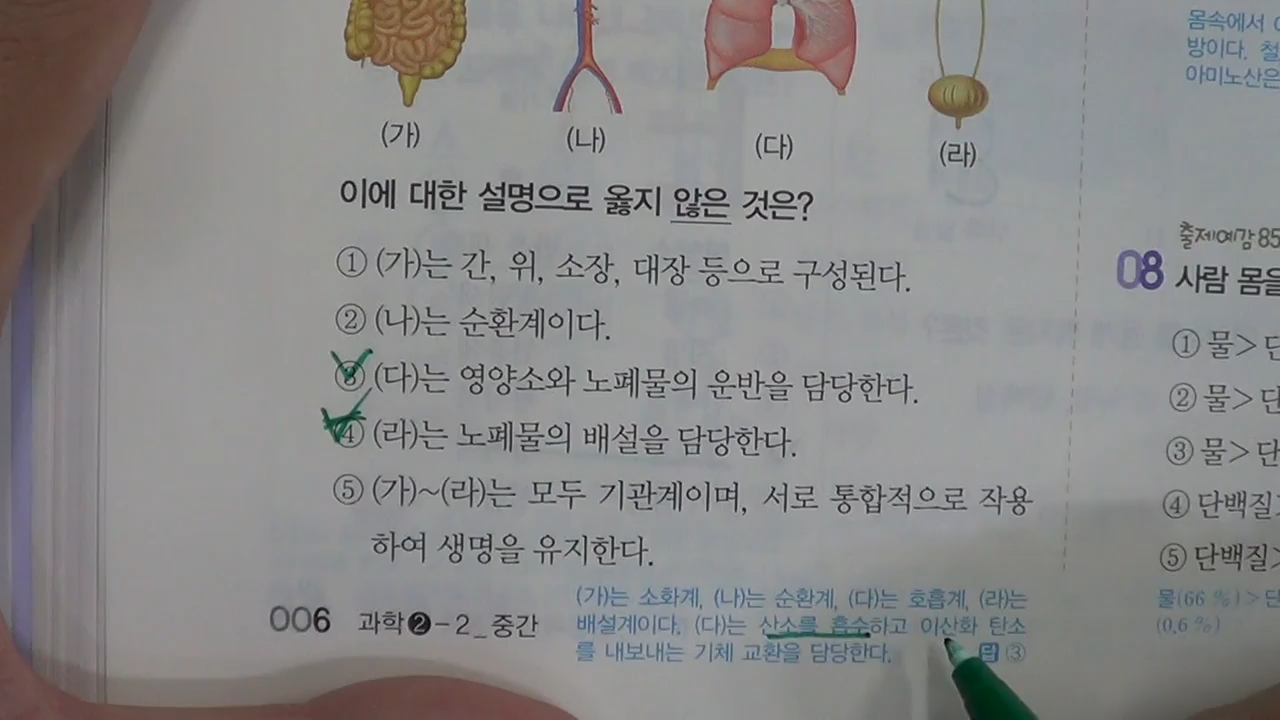 몸속에서
방이다. 철
아미노산은
(가)
(나)
(다)
(라)
이에 대한 설명으로 옳지 않은 것은?
① (가)는 간, 위, 소장, 대장 등으로 구성된다.
② (나)는 순환계이다.
③ (다)는 영양소와 노폐물의 운반을 담당한다.
④ (라)는 노폐물의 배설을 담당한다.
⑤ (가)~(라)는 모두 기관계이며, 서로 통합적으로 작용
하여 생명을 유지한다.
(가)는 소화계, (나)는 순환계, (다)는 호흡계, (라)는
배설계이다. (다)는 산소를 흡수하고 이산화 탄소
를 내보내는 기체 교환을 담당한다. 답 ③
006 과학❷-2_중간
출제예감 85
08 사람 몸을
① 물> 단
② 물> 단
③ 물> 단
④ 단백질>
⑤ 단백질>
물(66 %)> 단
(0.6 %)